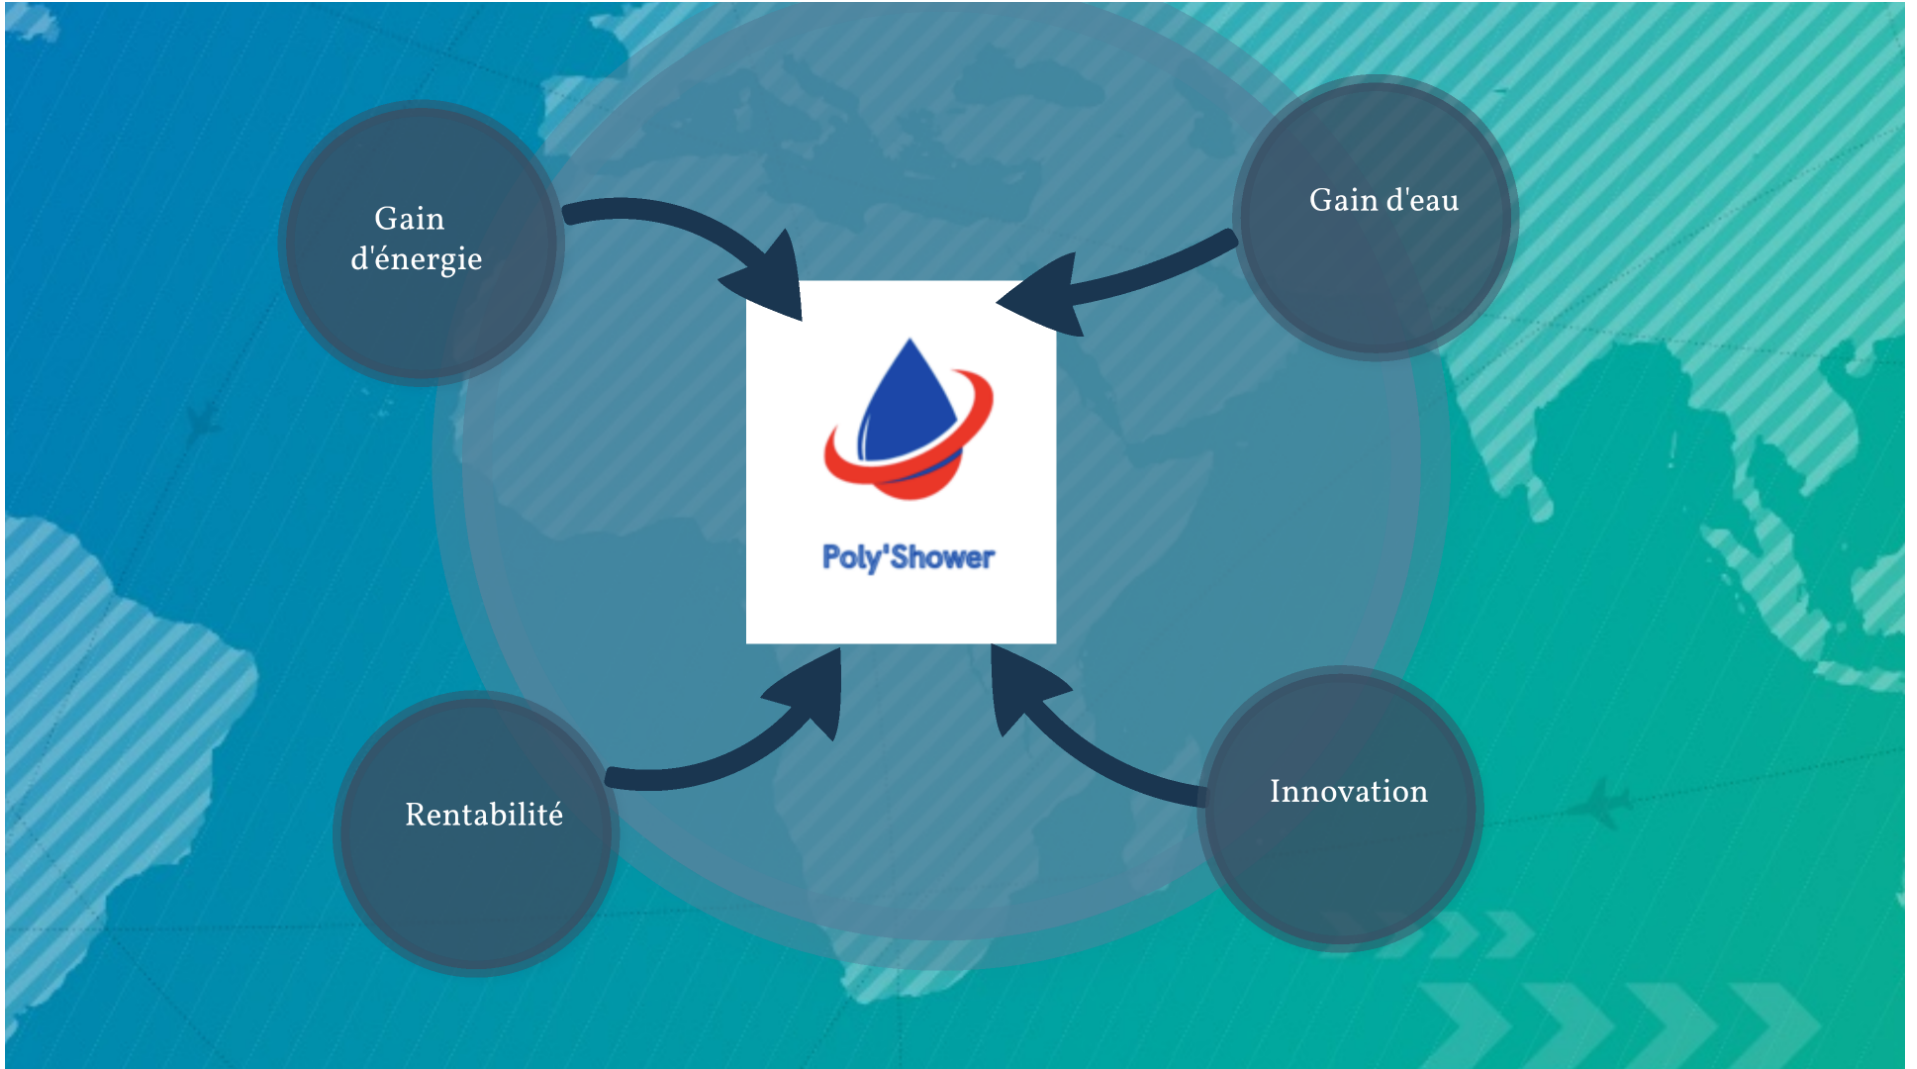 Gain
d'énergie
Gain d'eau
Poly'Shower
Rentabilité
Innovation